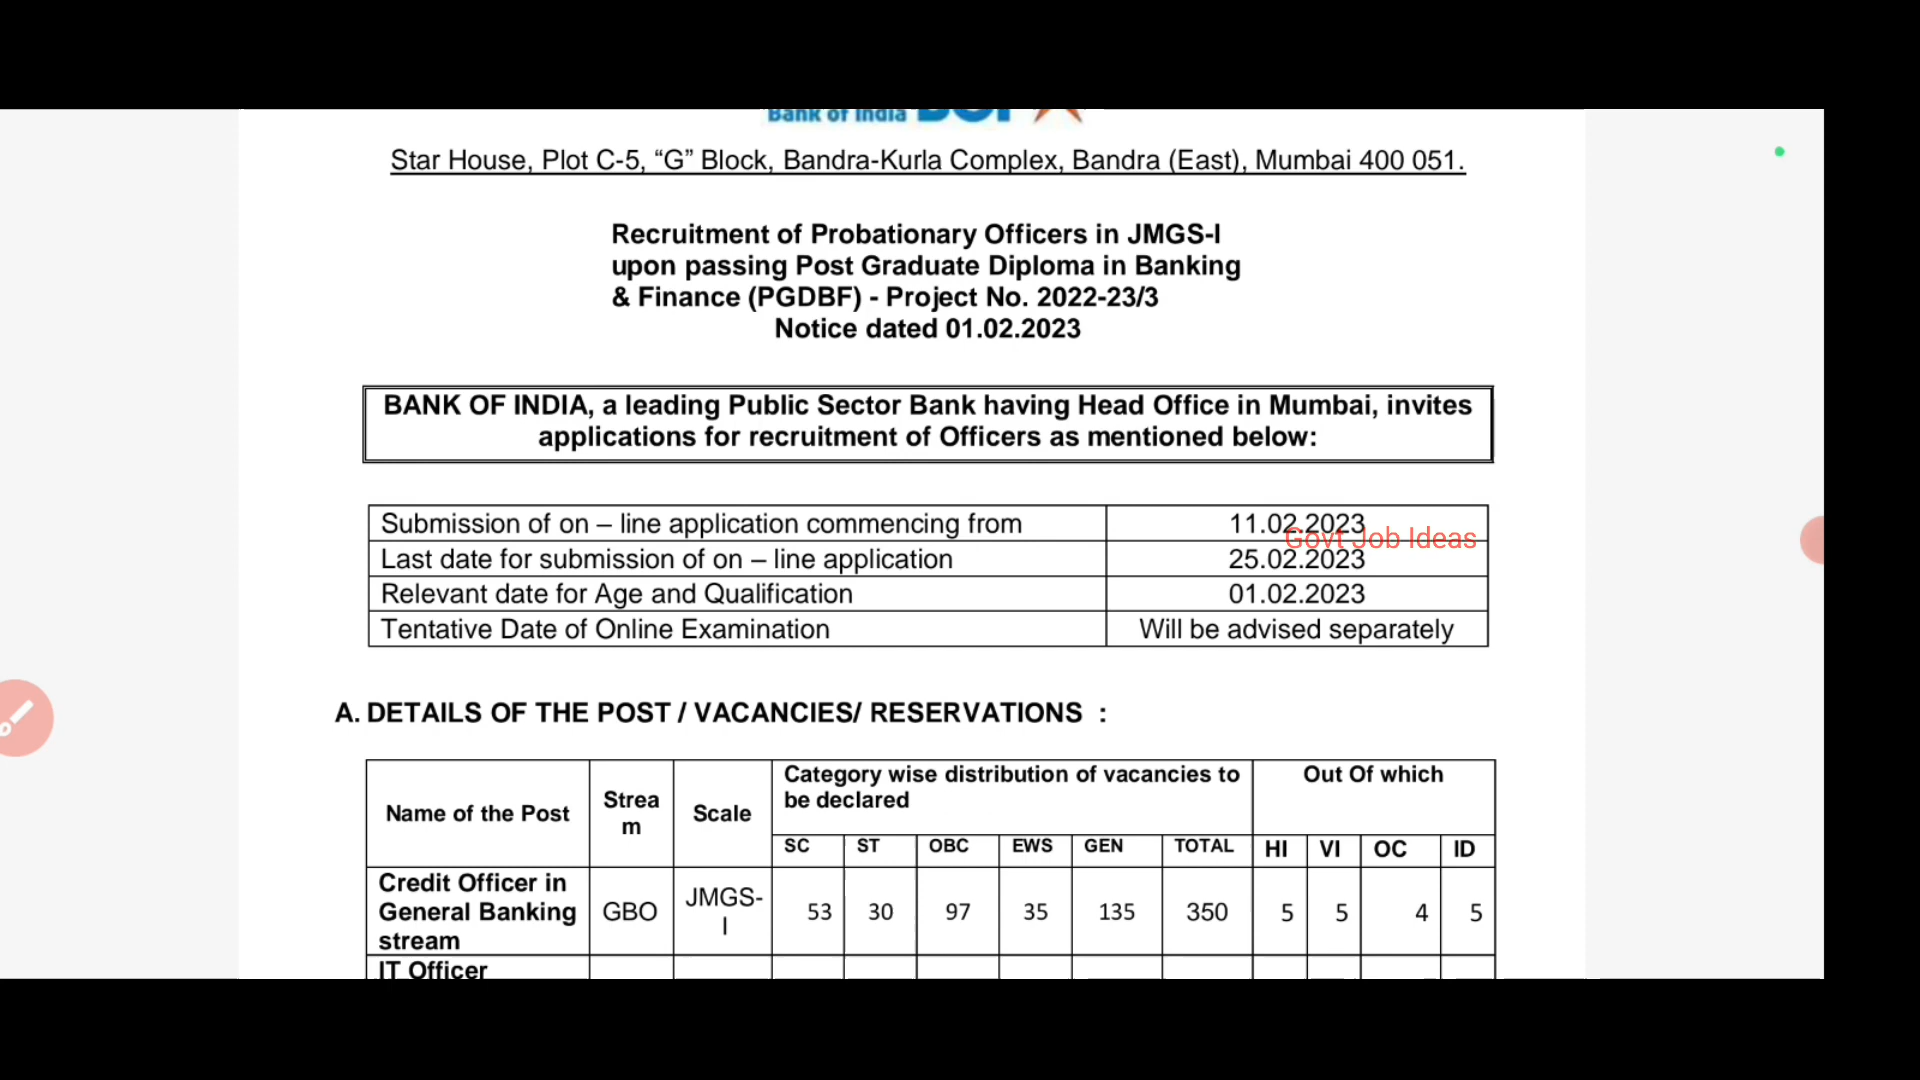 Bank of India BOI
Star House, Plot C-5, “G” Block, Bandra-Kurla Complex, Bandra (East), Mumbai 400 051.
Recruitment of Probationary Officers in JMGS-I
upon passing Post Graduate Diploma in Banking
& Finance (PGDBF) - Project No. 2022-23/3
Notice dated 01.02.2023
BANK OF INDIA, a leading Public Sector Bank having Head Office in Mumbai, invites
applications for recruitment of Officers as mentioned below:
Submission of on – line application commencing from 11.02.2023
Govt Job Ideas
Last date for submission of on – line application 25.02.2023
Relevant date for Age and Qualification 01.02.2023
Tentative Date of Online Examination Will be advised separately
A. DETAILS OF THE POST / VACANCIES/ RESERVATIONS :
Name of the Post
Strea
m
Scale
Category wise distribution of vacancies to
be declared
Out Of which
SC ST OBC EWS GEN TOTAL HI VI OC ID
Credit Officer in
General Banking
stream
GBO
JMGS-
I
53 30 97 35 135 350 5 5 4 5
IT Officer